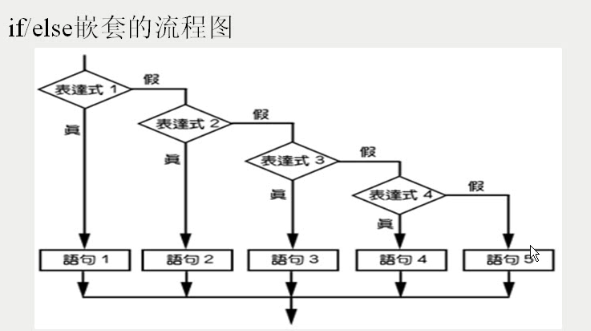 if/else嵌套的流程图
表達式 1
假
真
表達式 2
假
真
表達式 3
假
真
表達式 4
假
真
語句 1
語句 2
語句 3
語句 4
語句 5